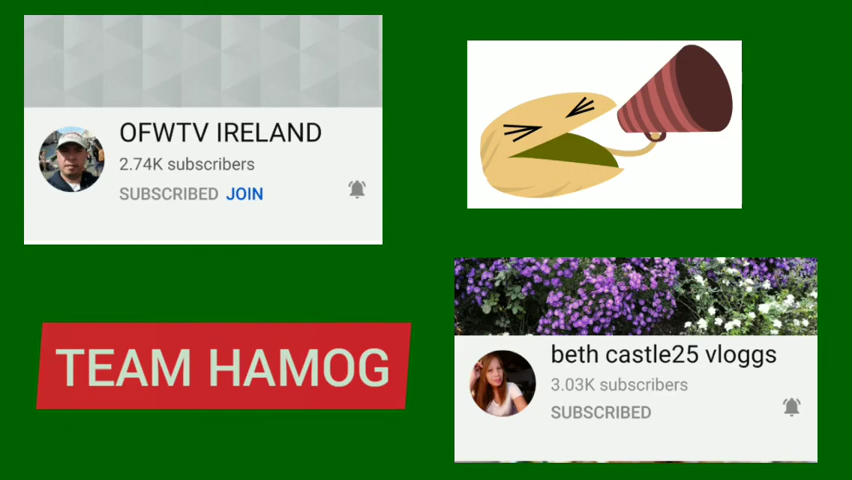 OFWTV IRELAND
2.74K subscribers
SUBSCRIBED JOIN
TEAM HAMOG
beth castle25 vloggs
3.03K subscribers
SUBSCRIBED